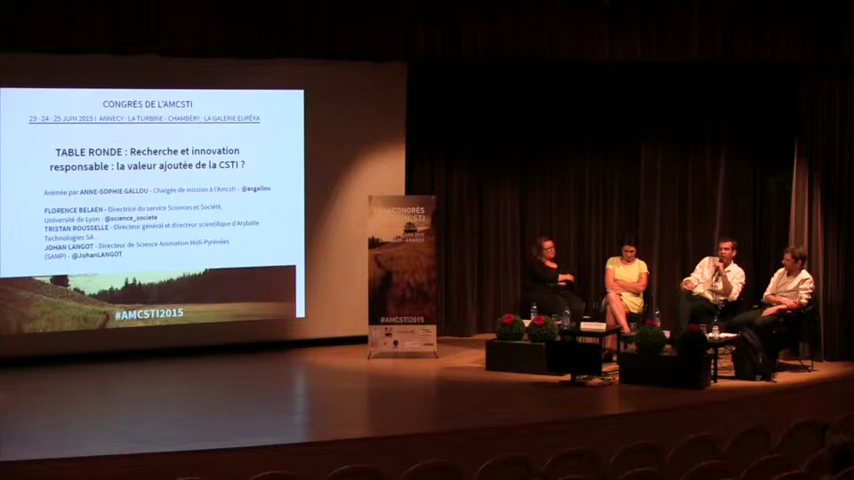 CONGRÈS DE L'AMCSTI
23 - 24 - 25 JUIN 2015 I ANNECY - LA TURBINE - CHAMBÉRY - LA GALERIE EURÊKA
TABLE RONDE : Recherche et innovation
responsable : la valeur ajoutée de la CSTI ?
Animée par ANNE-SOPHIE GALLOU - Chargée de mission à l'Amcsti - @asgallou
FLORENCE BELAEN - Directrice du service Sciences et Société,
Université de Lyon - @science_societe
TRISTAN ROUSSELLE - Directeur général et directeur scientifique d'Aryballe
Technologies SA
JOHAN LANGOT - Directeur de Science Animation Midi-Pyrénées
(SAMP) - @JohanLANGOT
#AMCSTI2015
CONGRÈS
#AMCSTI2015